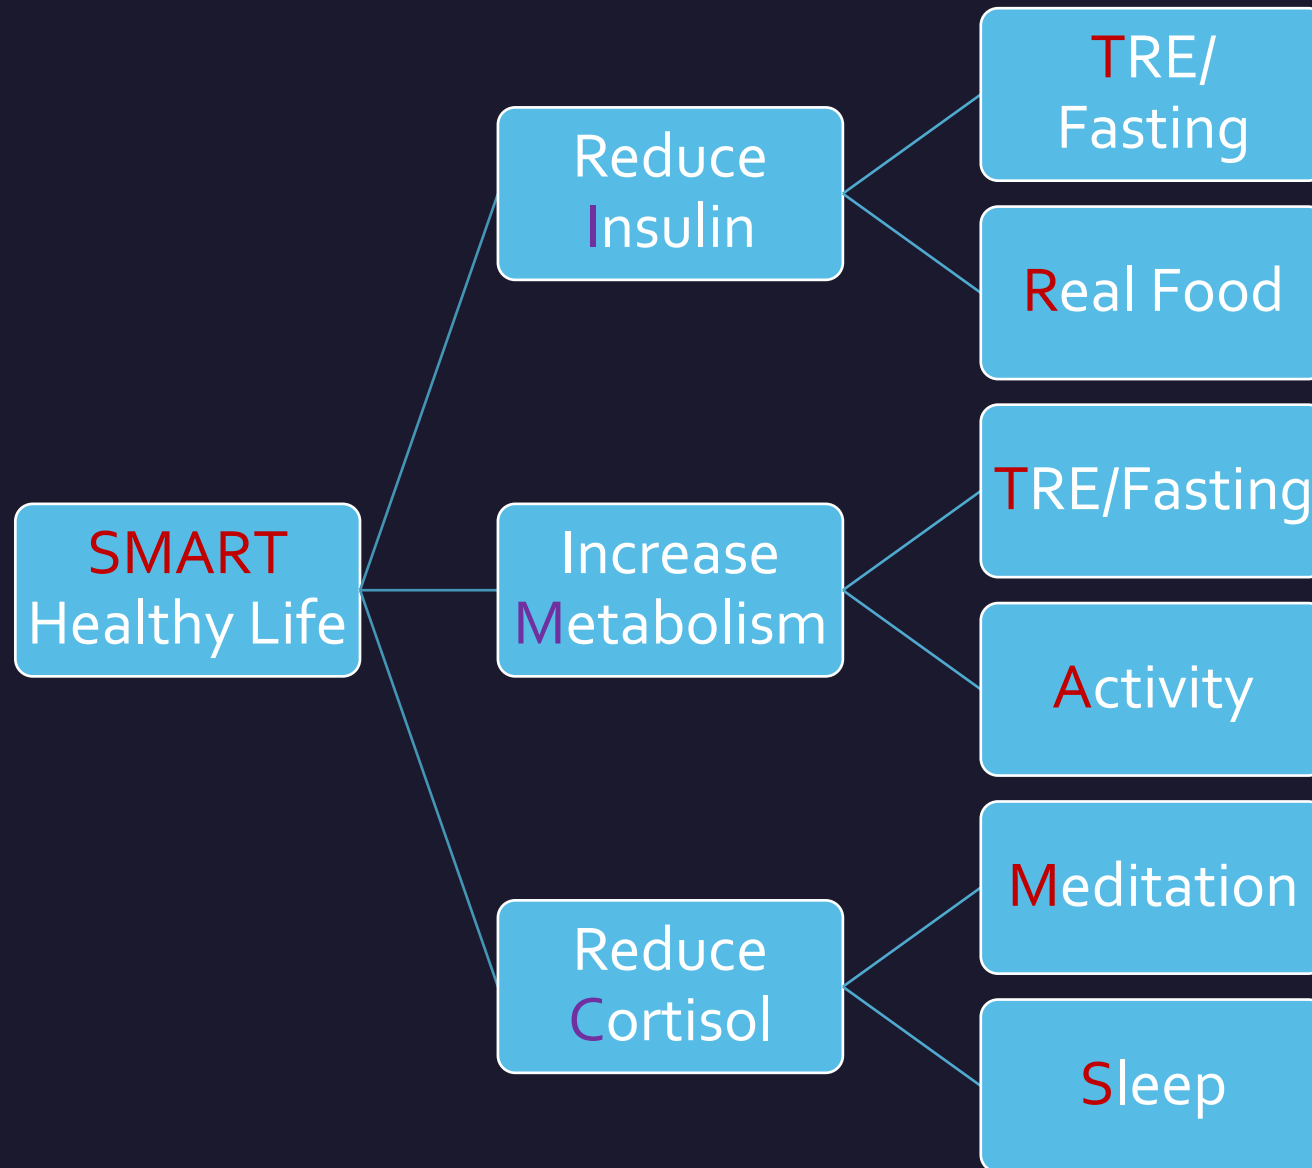 SMART
Healthy Life
Reduce
Insulin
TRE/
Fasting
Real Food
Increase
Metabolism
TRE/Fasting
Activity
Reduce
Cortisol
Meditation
Sleep